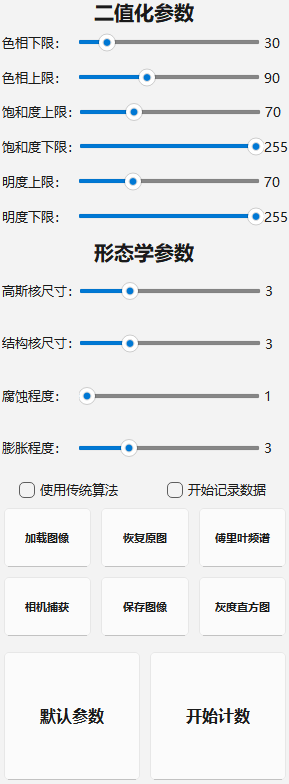 二值化参数
色相下限： 30
色相上限： 90
饱和度上限： 70
饱和度下限： 255
明度上限： 70
明度下限： 255
形态学参数
高斯核尺寸： 3
结构核尺寸： 3
腐蚀程度： 1
膨胀程度： 3
使用传统算法 开始记录数据
加载图像 恢复原图 傅里叶频谱
相机捕获 保存图像 灰度直方图
默认参数 开始计数